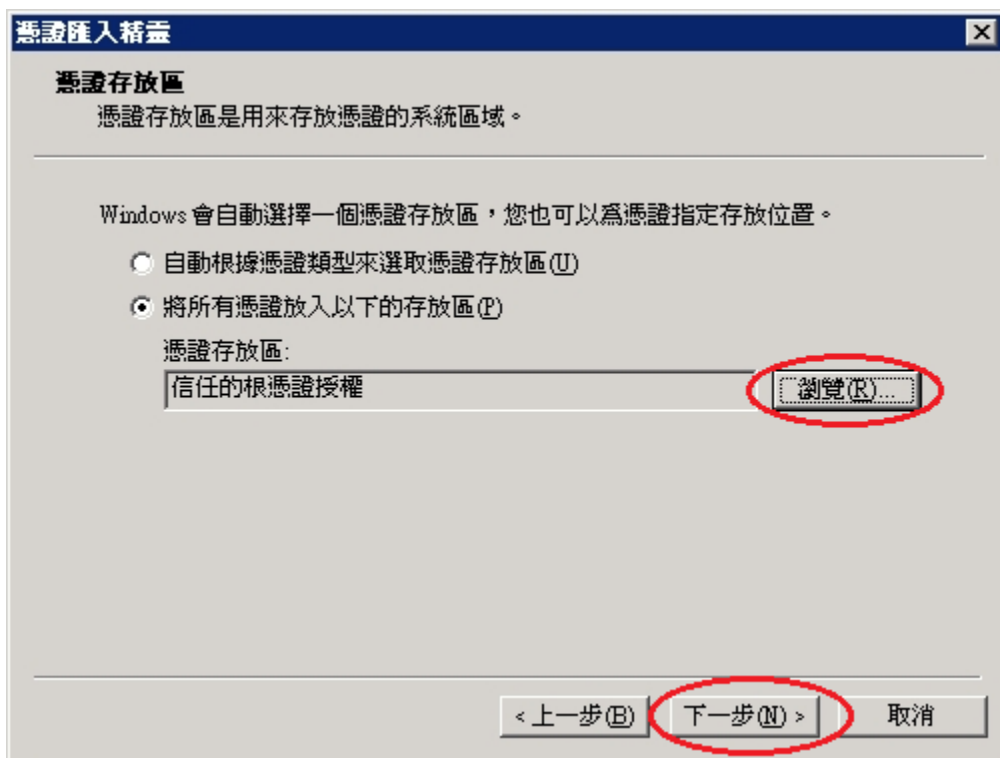 憑證匯入精靈
憑證存放區
憑證存放區是用來存放憑證的系統區域。
Windows 會自動選擇一個憑證存放區，您也可以為憑證指定存放位置。
自動根據憑證類型來選取憑證存放區(U)
將所有憑證放入以下的存放區(P)
憑證存放區:
信任的根憑證授權
瀏覽(R)...
<上一步(B)
下一步(N) >
取消